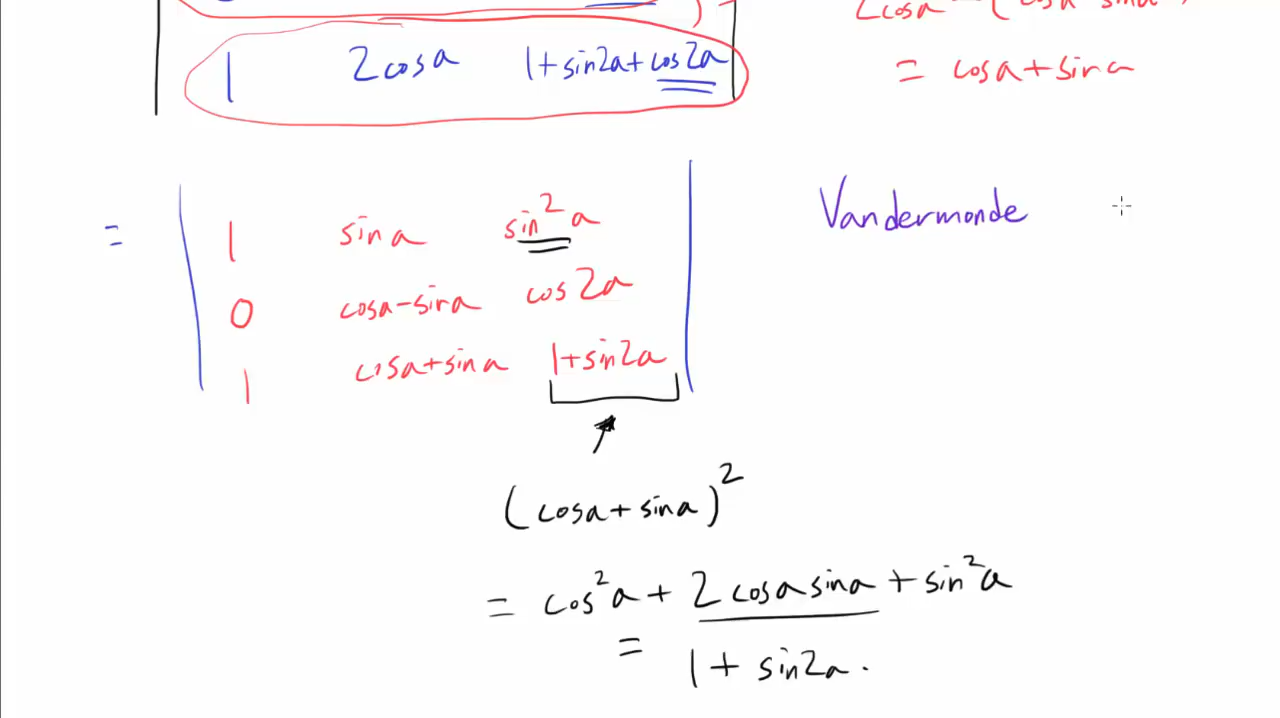 2cosa
1 2cosa 1+sin2a+cos2a
= cosa+sina
= 1 sina sin²a
0 cosa-sina cos2a
1 cosa+sina 1+sin2a
Vandermonde
(cosa+sina)²
= cos²a + 2cosasina + sin²a
= 1 + sin2a.